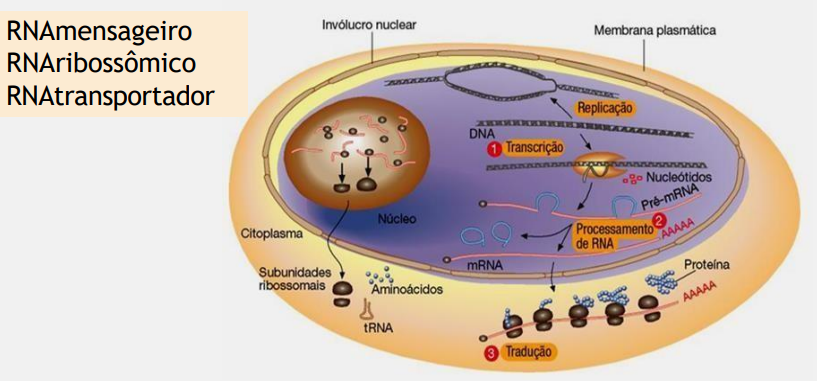 RNAmensageiro
RNAribossômico
RNAtransportador
Invólucro nuclear
Membrana plasmática
Replicação
DNA
1 Transcrição
Nucleótidos
Pré-mRNA
Núcleo
2
Processamento
de RNA
AAAAA
Citoplasma
mRNA
Subunidades
ribossomais
Aminoácidos
Proteína
AAAAA
tRNA
3 Tradução